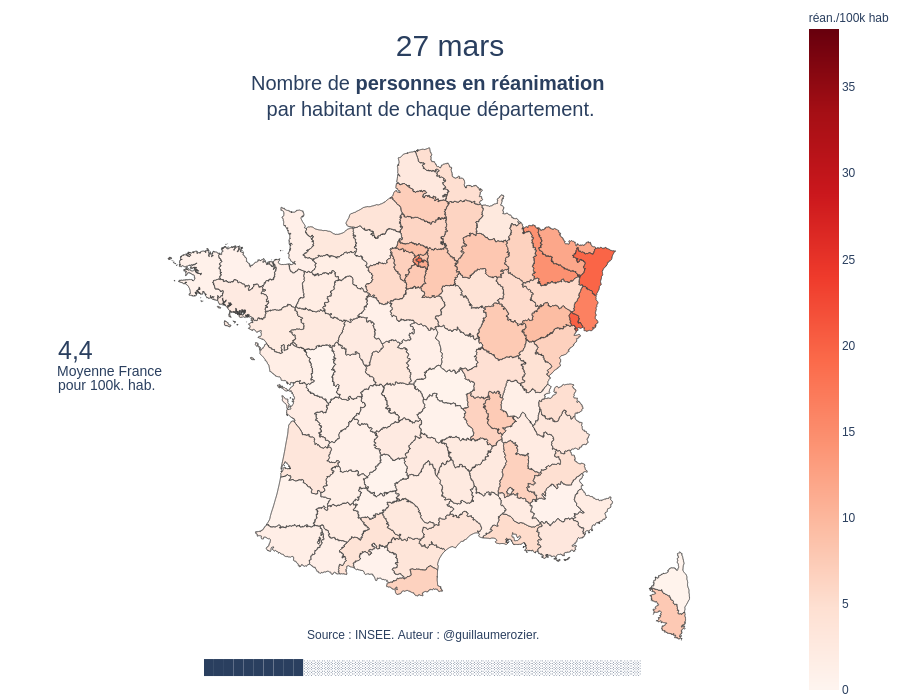 réan./100k hab
27 mars
Nombre de personnes en réanimation
par habitant de chaque département.
35
30
25
20
15
10
5
0
4,4
Moyenne France
pour 100k. hab.
Source : INSEE. Auteur : @guillaumerozier.